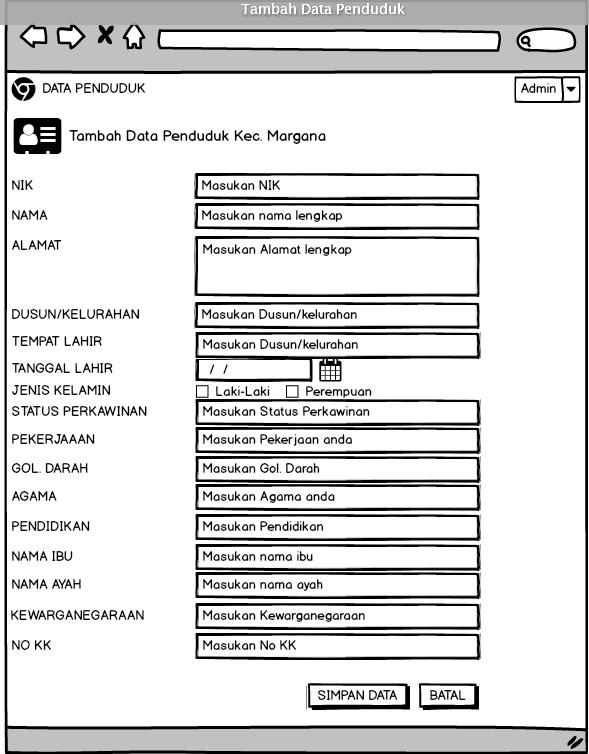 Tambah Data Penduduk
DATA PENDUDUK
Admin
Tambah Data Penduduk Kec. Margana
NIK Masukan NIK
NAMA Masukan nama lengkap
ALAMAT Masukan Alamat lengkap
DUSUN/KELURAHAN Masukan Dusun/kelurahan
TEMPAT LAHIR Masukan Dusun/kelurahan
TANGGAL LAHIR / /
JENIS KELAMIN Laki-Laki Perempuan
STATUS PERKAWINAN Masukan Status Perkawinan
PEKERJAAAN Masukan Pekerjaan anda
GOL. DARAH Masukan Gol. Darah
AGAMA Masukan Agama anda
PENDIDIKAN Masukan Pendidikan
NAMA IBU Masukan nama ibu
NAMA AYAH Masukan nama ayah
KEWARGANEGARAAN Masukan Kewarganegaraan
NO KK Masukan No KK
SIMPAN DATA BATAL